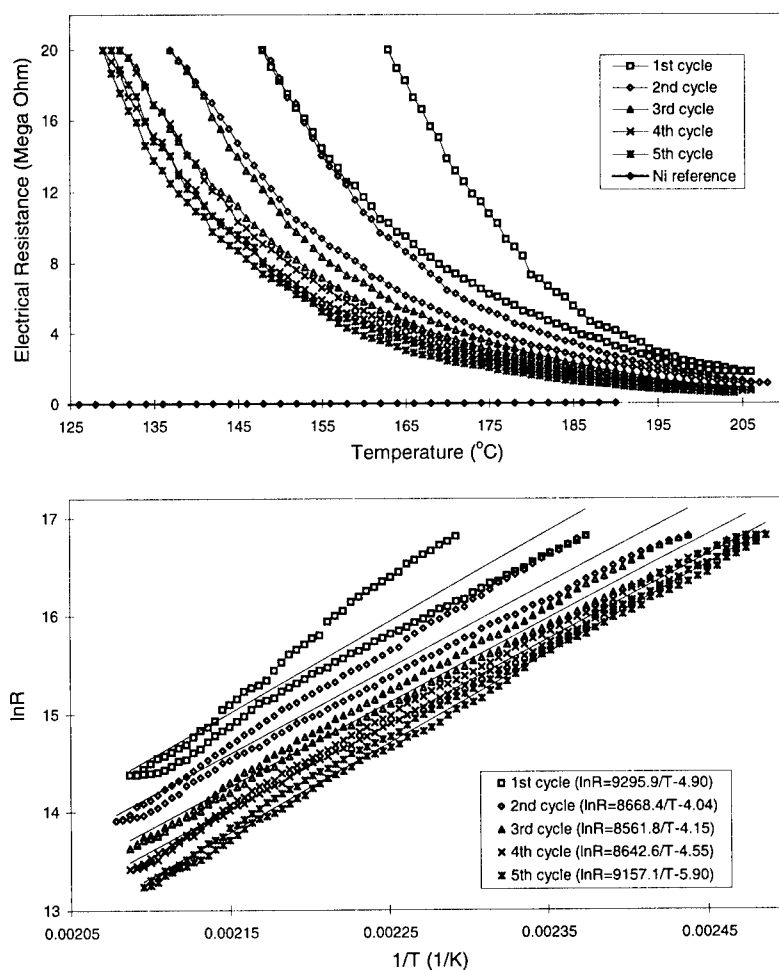 20
16
12
8
4
0
Electrical Resistance (Mega Ohm)
1st cycle
2nd cycle
3rd cycle
4th cycle
5th cycle
Ni reference
125 135 145 155 165 175 185 195 205
Temperature (°C)
17
16
15
14
13
lnR
1st cycle (lnR=9295.9/T-4.90)
2nd cycle (lnR=8668.4/T-4.04)
3rd cycle (lnR=8561.8/T-4.15)
4th cycle (lnR=8642.6/T-4.55)
5th cycle (lnR=9157.1/T-5.90)
0.00205 0.00215 0.00225 0.00235 0.00245
1/T (1/K)